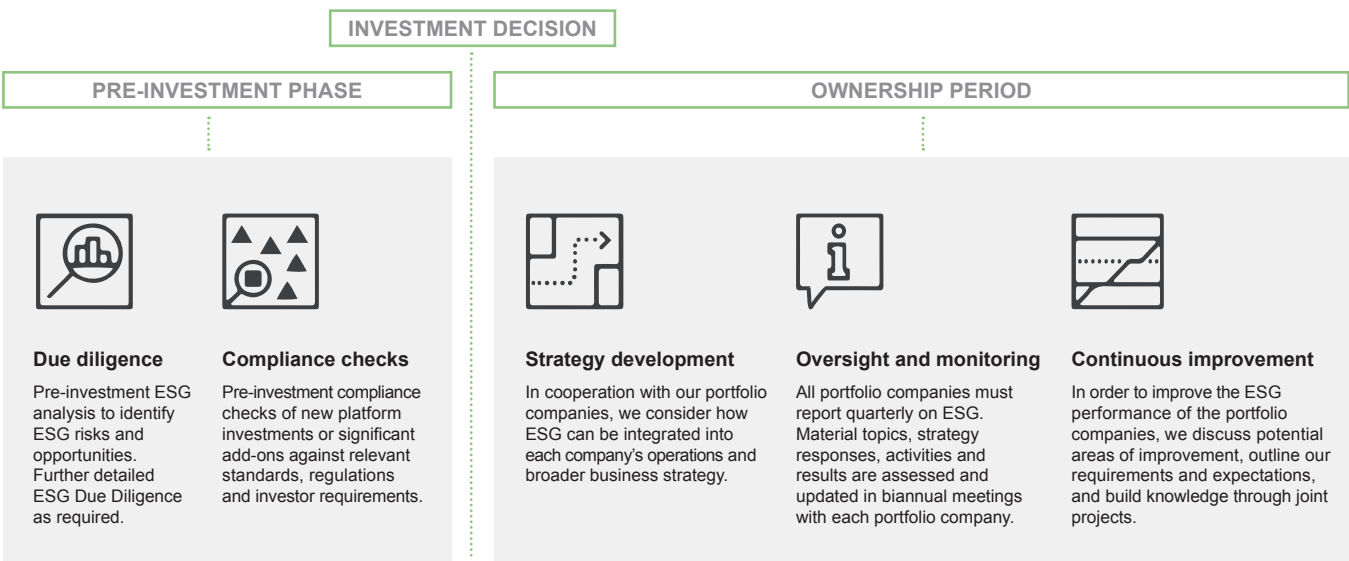 INVESTMENT DECISION
PRE-INVESTMENT PHASE
OWNERSHIP PERIOD
Due diligence
Pre-investment ESG
analysis to identify
ESG risks and
opportunities.
Further detailed
ESG Due Diligence
as required.
Compliance checks
Pre-investment compliance
checks of new platform
investments or significant
add-ons against relevant
standards, regulations
and investor requirements.
Strategy development
In cooperation with our portfolio
companies, we consider how
ESG can be integrated into
each company's operations and
broader business strategy.
Oversight and monitoring
All portfolio companies must
report quarterly on ESG.
Material topics, strategy
responses, activities and
results are assessed and
updated in biannual meetings
with each portfolio company.
Continuous improvement
In order to improve the ESG
performance of the portfolio
companies, we discuss potential
areas of improvement, outline our
requirements and expectations,
and build knowledge through joint
projects.